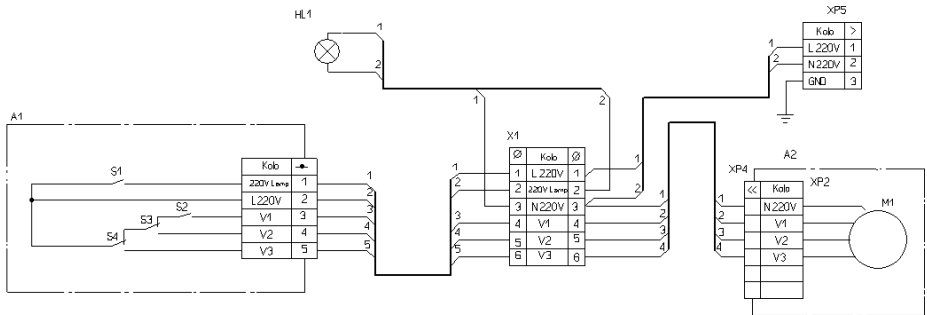 HL1
1
2
1
2
XP5
Kolo >
L 220V 1
N 220V 2
GND 3
1
2
A1
S1
S2
S3
S4
Kolo
220V Lamp 1
L 220V 2
V1 3
V2 4
V3 5
1
2
3
4
5
1
2
3
4
5
X1
Ø Kolo Ø
1 L 220V 1
2 220V Lamp 2
3 N220V 3
4 V1 4
5 V2 5
6 V3 6
1
2
1
2
3
4
1
2
3
4
A2
XP4
XP2
<< Kolo
N 220V
V1
V2
V3
M1